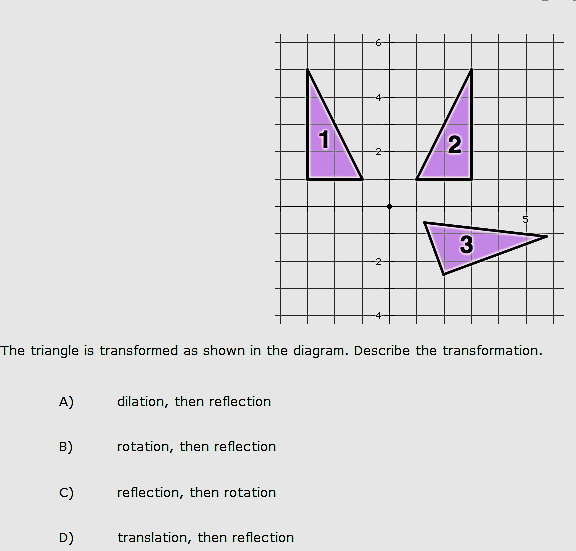 6
4
1
2
2
5
3
-2
-4
The triangle is transformed as shown in the diagram. Describe the transformation.
A) dilation, then reflection
B) rotation, then reflection
C) reflection, then rotation
D) translation, then reflection